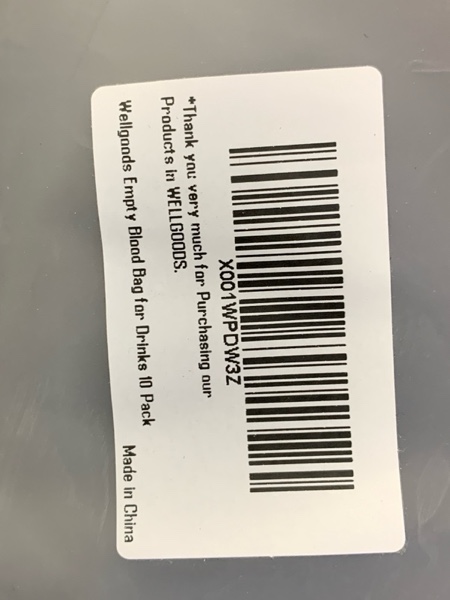 X001WPDW3Z
*Thank you very much for Purchasing our
Products in WELLGOODS.
Wellgoods Empty Blood Bag for Drinks 10 Pack
Made in China